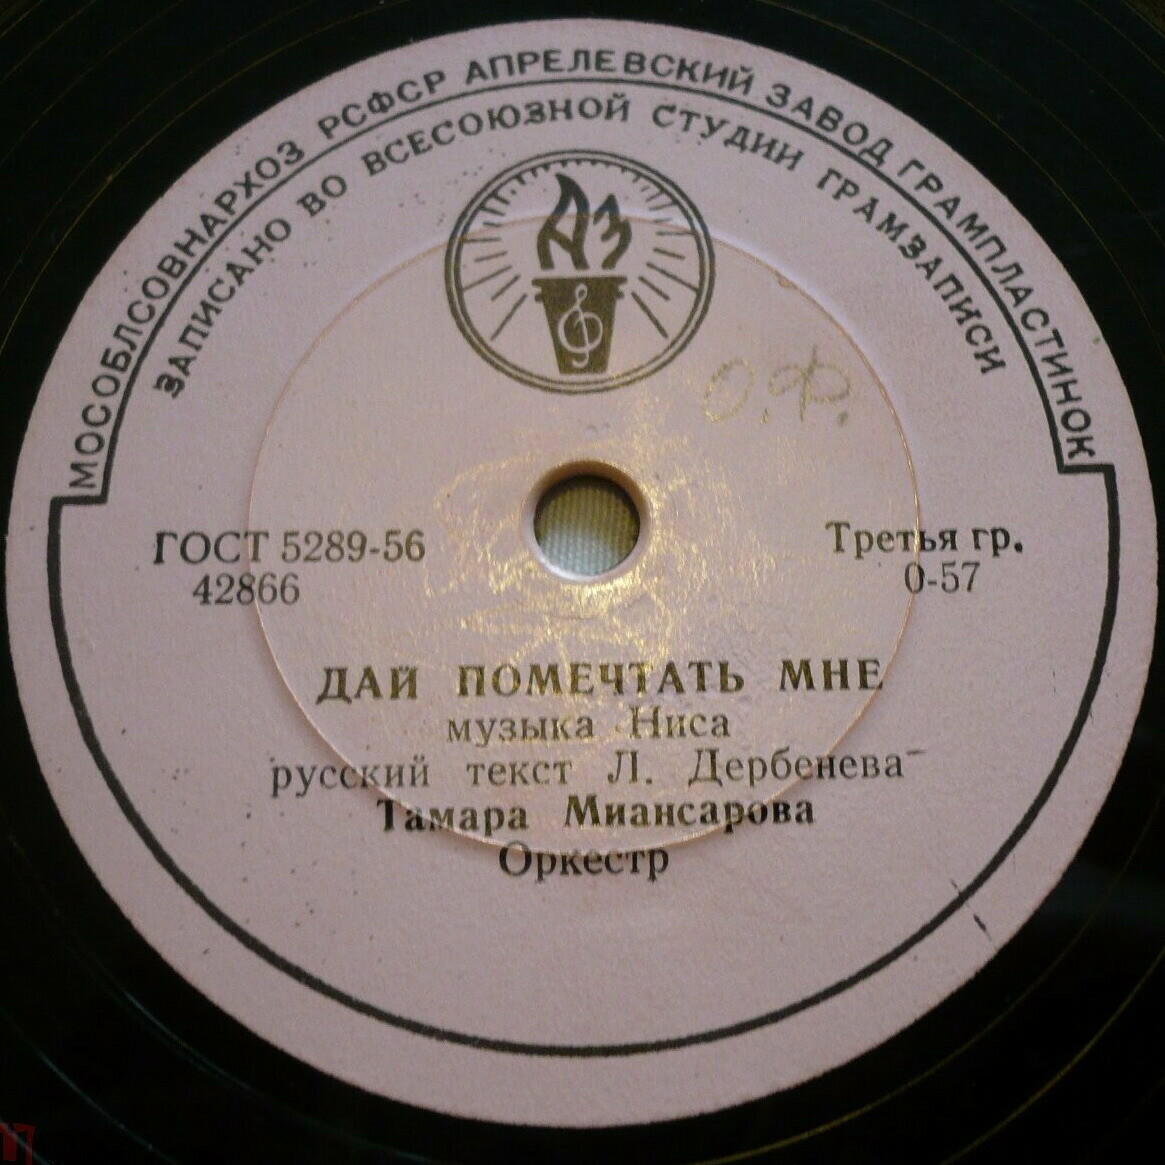 МОСОБЛСОВНАРХОЗ РСФСР АПРЕЛЕВСКИЙ ЗАВОД ГРАМПЛАСТИНОК
ЗАПИСАНО ВО ВСЕСОЮЗНОЙ СТУДИИ ГРАМЗАПИСИ
АЗ
О.Ф.
ГОСТ 5289-56
42866
Третья гр.
0-57
ДАЙ ПОМЕЧТАТЬ МНЕ
музыка Ниса
русский текст Л. Дербенева
Тамара Миансарова
Оркестр